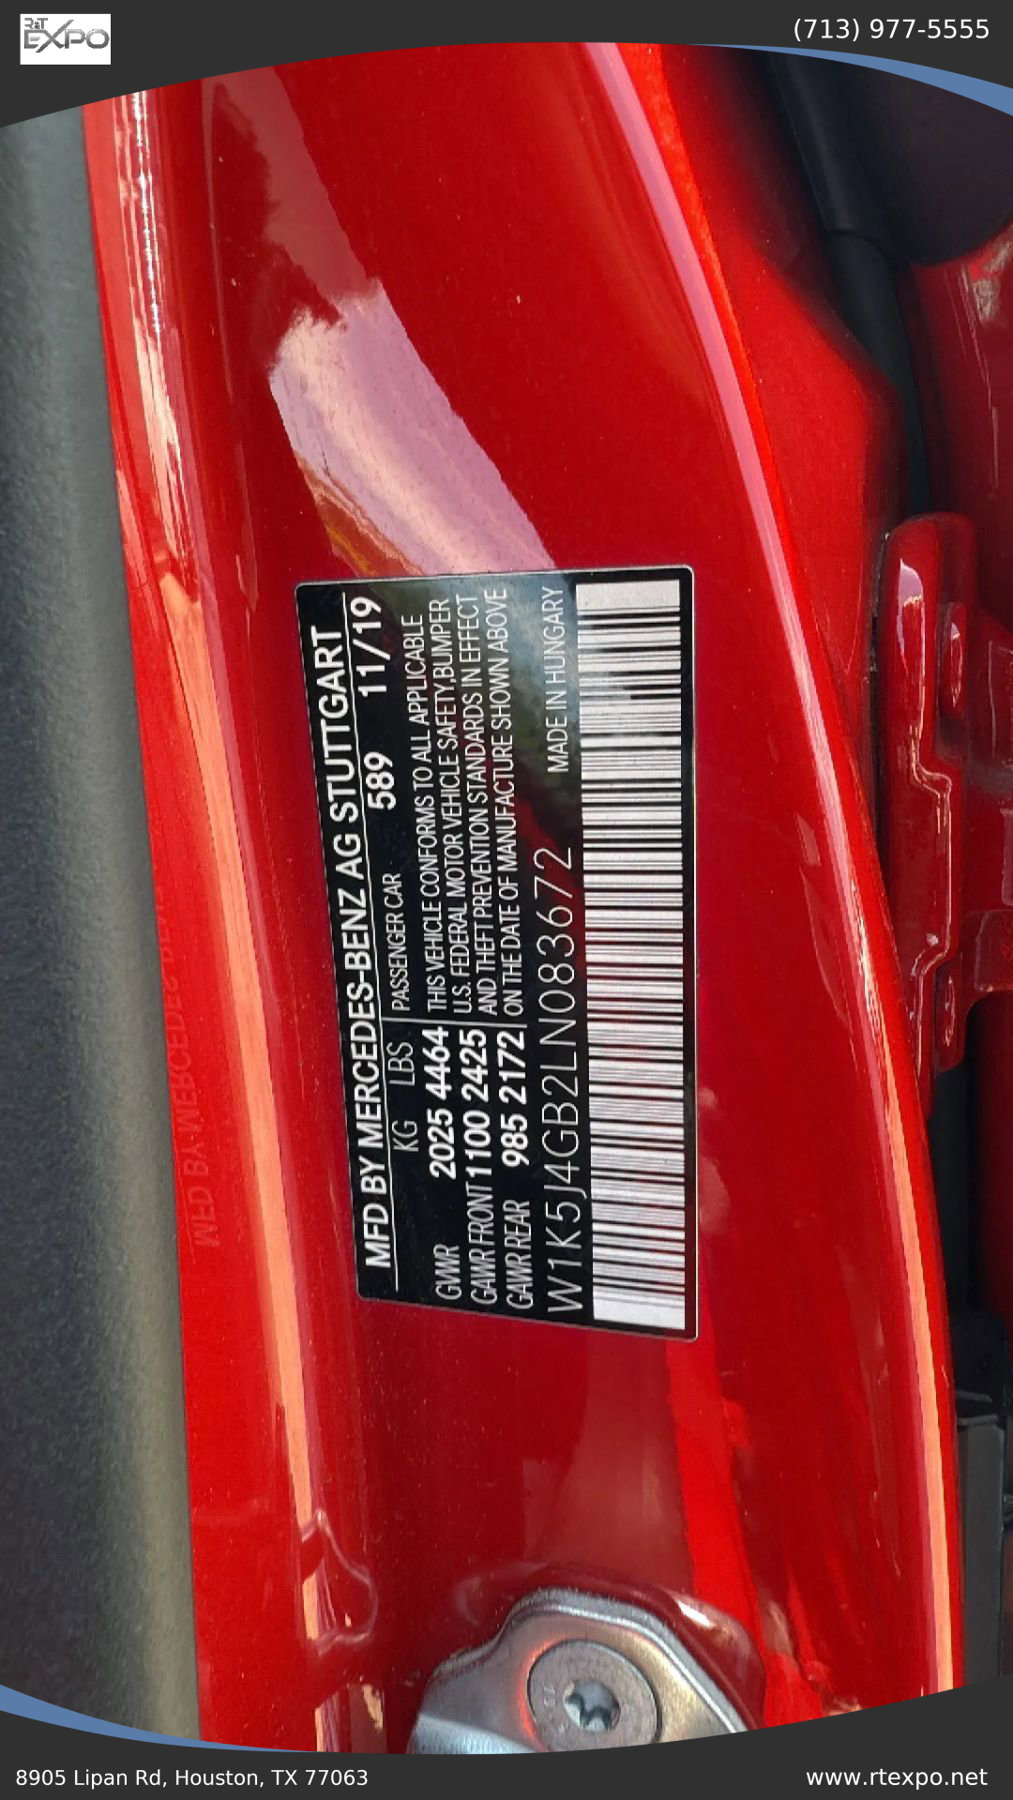 R&T
EXPO
(713) 977-5555
MFD BY MERCEDES-BENZ AG STUTTGART
KG LBS PASSENGER CAR 589 11/19
GVWR 2025 4464 THIS VEHICLE CONFORMS TO ALL APPLICABLE
GAWR FRONT 1100 2425 U.S. FEDERAL MOTOR VEHICLE SAFETY,BUMPER
GAWR REAR 985 2172 AND THEFT PREVENTION STANDARDS IN EFFECT
ON THE DATE OF MANUFACTURE SHOWN ABOVE
W1K5J4GB2LN083672 MADE IN HUNGARY
8905 Lipan Rd, Houston, TX 77063
www.rtexpo.net